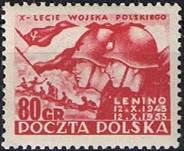 X-LECIE WOJSKA POLSKIEGO
80 GR
LENINO
12.X.1943
12.X.1953
POCZTA POLSKA